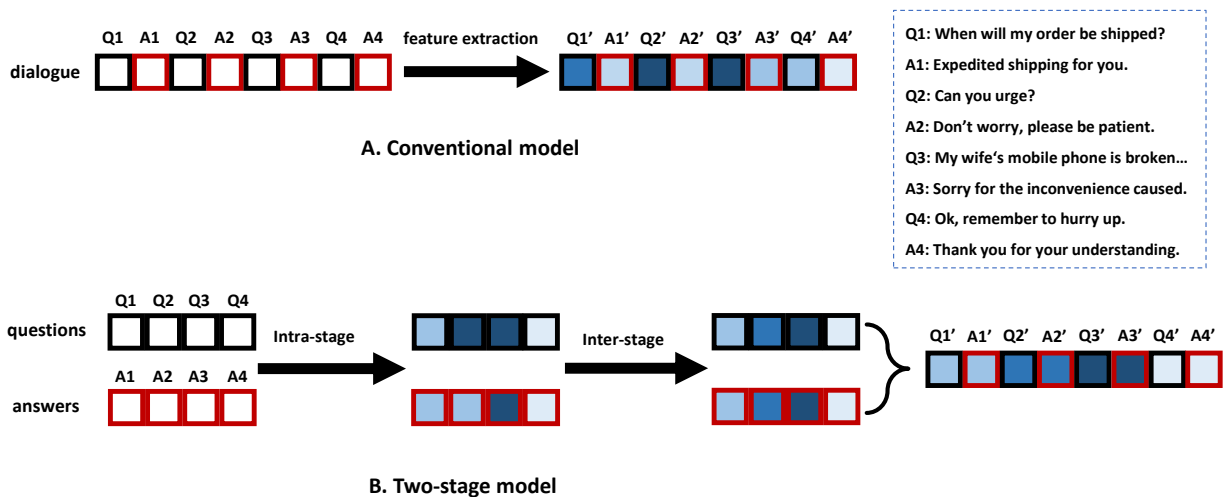 Q1 A1 Q2 A2 Q3 A3 Q4 A4
feature extraction
Q1’ A1’ Q2’ A2’ Q3’ A3’ Q4’ A4’
dialogue
A. Conventional model
Q1: When will my order be shipped?
A1: Expedited shipping for you.
Q2: Can you urge?
A2: Don’t worry, please be patient.
Q3: My wife’s mobile phone is broken…
A3: Sorry for the inconvenience caused.
Q4: Ok, remember to hurry up.
A4: Thank you for your understanding.
Q1 Q2 Q3 Q4
questions
Intra-stage
Inter-stage
Q1’ A1’ Q2’ A2’ Q3’ A3’ Q4’ A4’
A1 A2 A3 A4
answers
B. Two-stage model